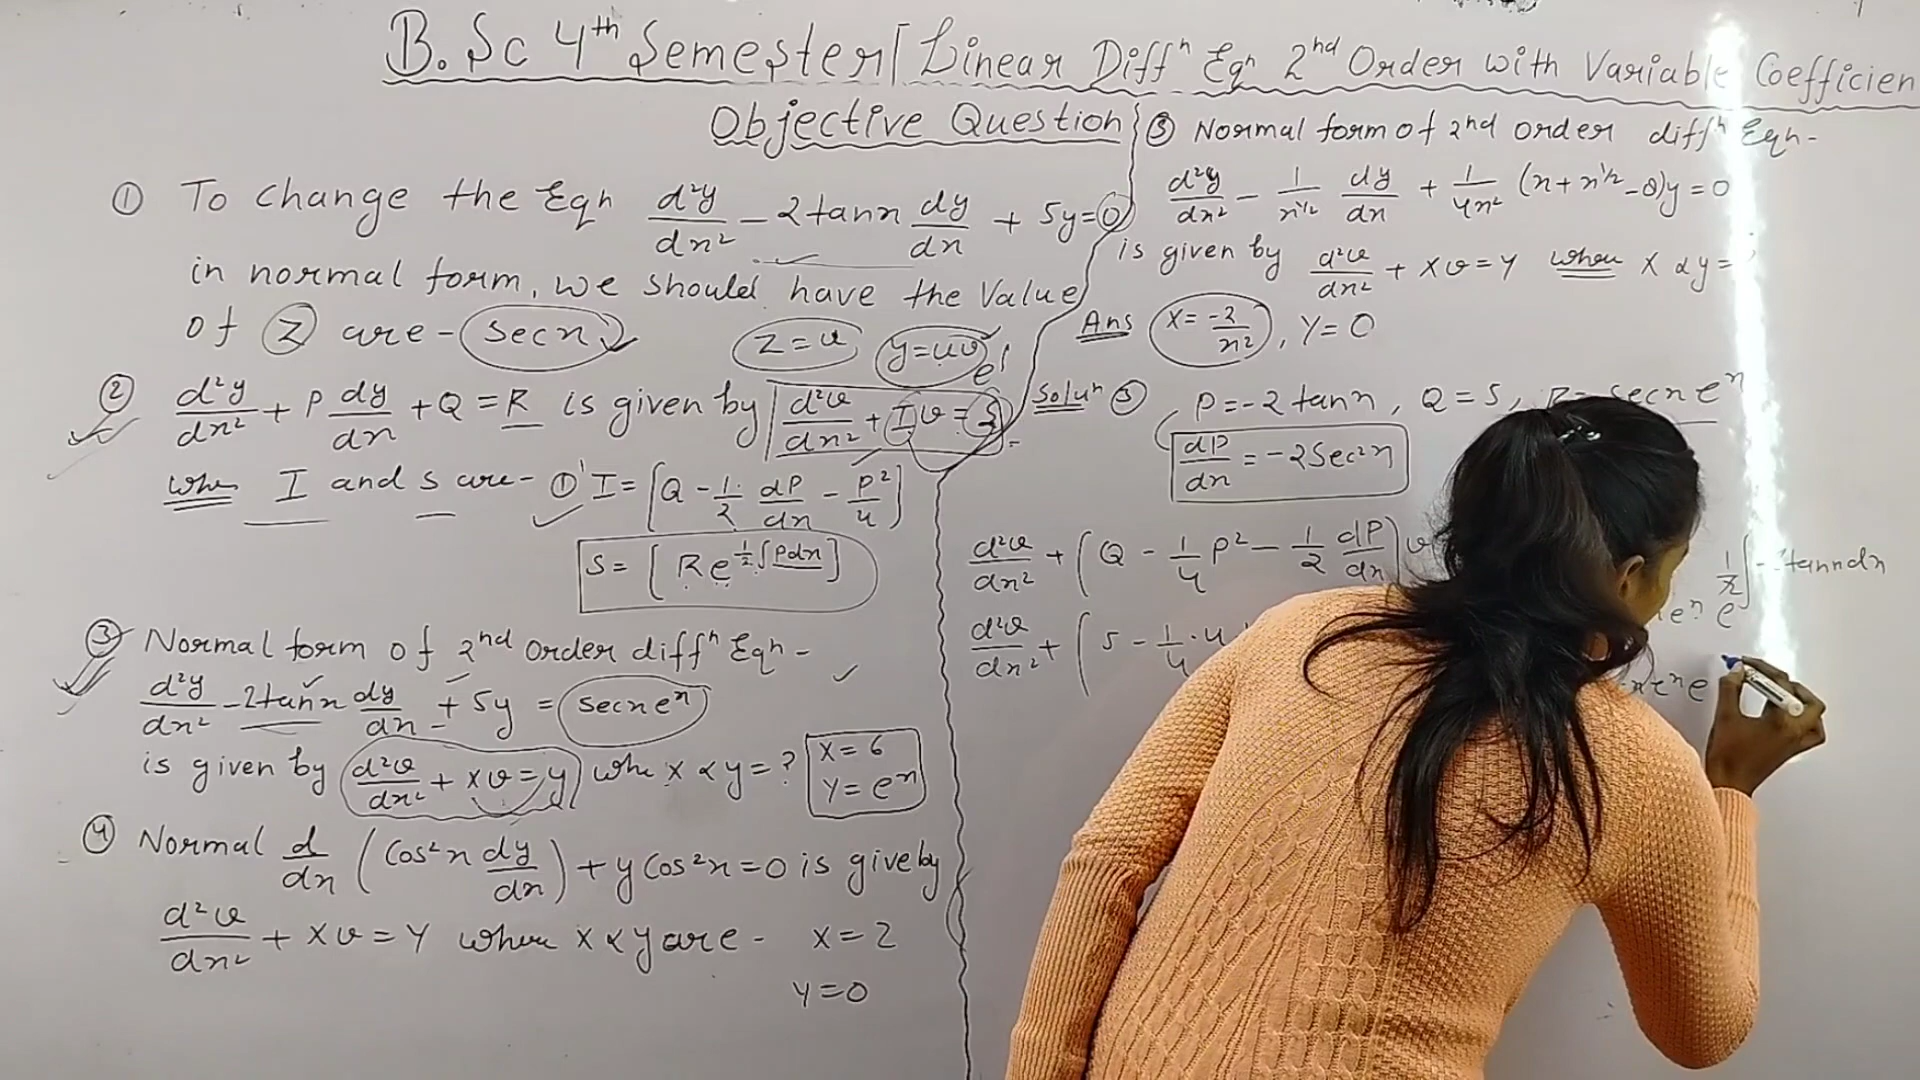 B.Sc 4th Semester | Linear Diffn Eqn 2nd Order with Variable Coefficien
Objective Question
① To change the Eqn d²y/dx² - 2tanx dy/dx + 5y=0
in normal form, we should have the Value
of z are - secx
z=u y=uv
② d²y/dx² + P dy/dx + Q = R is given by d²v/dx² + Iv = S
when I and S are - ① I = [Q - 1/2 dP/dx - P²/4]
S = [Re^(1/2∫Pdx)]
③ Normal form of 2nd Order diffn Eqn -
d²y/dx² - 2tanx dy/dx + 5y = secxe^x
is given by d²v/dx² + xv = y whe x & y = ?
X = 6
Y = e^x
④ Normal d/dx (Cos²x dy/dx) + y Cos²x = 0 is give by
d²v/dx² + Xv = Y when X & y are - X = 2
Y = 0
⑤ Normal form of 2nd order diffn Eqn -
d²y/dx² - 1/x^1/2 dy/dx + 1/4x² (x + x^1/2 - 8)y = 0
is given by d²v/dx² + Xv = Y when X & y =
Ans X = -2/x², Y = 0
Solun ③ P = -2tanx, Q = 5, R = secx e^x
dP/dx = -2Sec²x
d²v/dx² + (Q - 1/4 P² - 1/2 dP/dx) v
d²v/dx² + (5 - 1/4 · 4
e^x e^(1/2∫-2tanxdx)
x e^x e